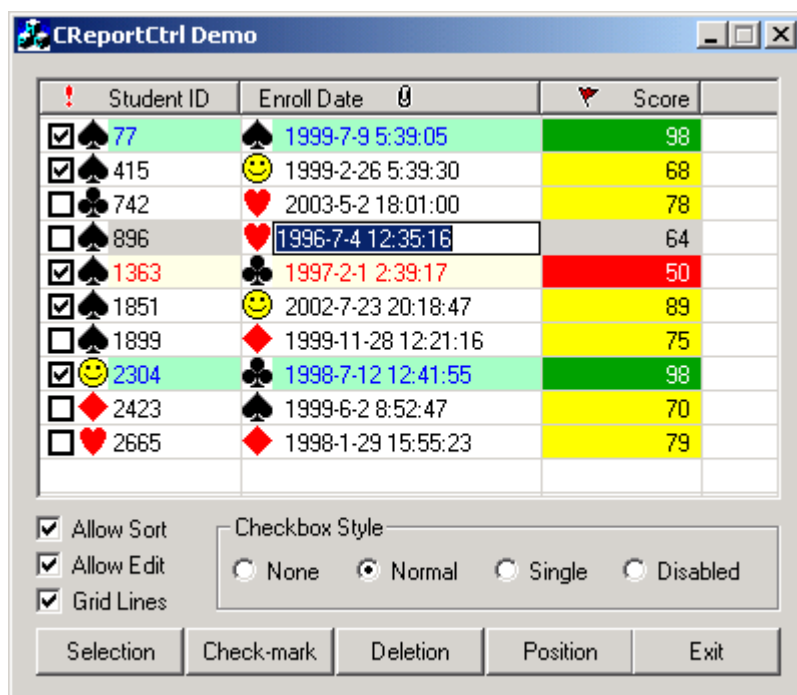 CReportCtrl Demo
Student ID Enroll Date Score
77 1999-7-9 5:39:05 98
415 1999-2-26 5:39:30 68
742 2003-5-2 18:01:00 78
896 1996-7-4 12:35:16 64
1363 1997-2-1 2:39:17 50
1851 2002-7-23 20:18:47 89
1899 1999-11-28 12:21:16 75
2304 1998-7-12 12:41:55 98
2423 1999-6-2 8:52:47 70
2665 1998-1-29 15:55:23 79
Allow Sort
Allow Edit
Grid Lines
Checkbox Style
None Normal Single Disabled
Selection Check-mark Deletion Position Exit